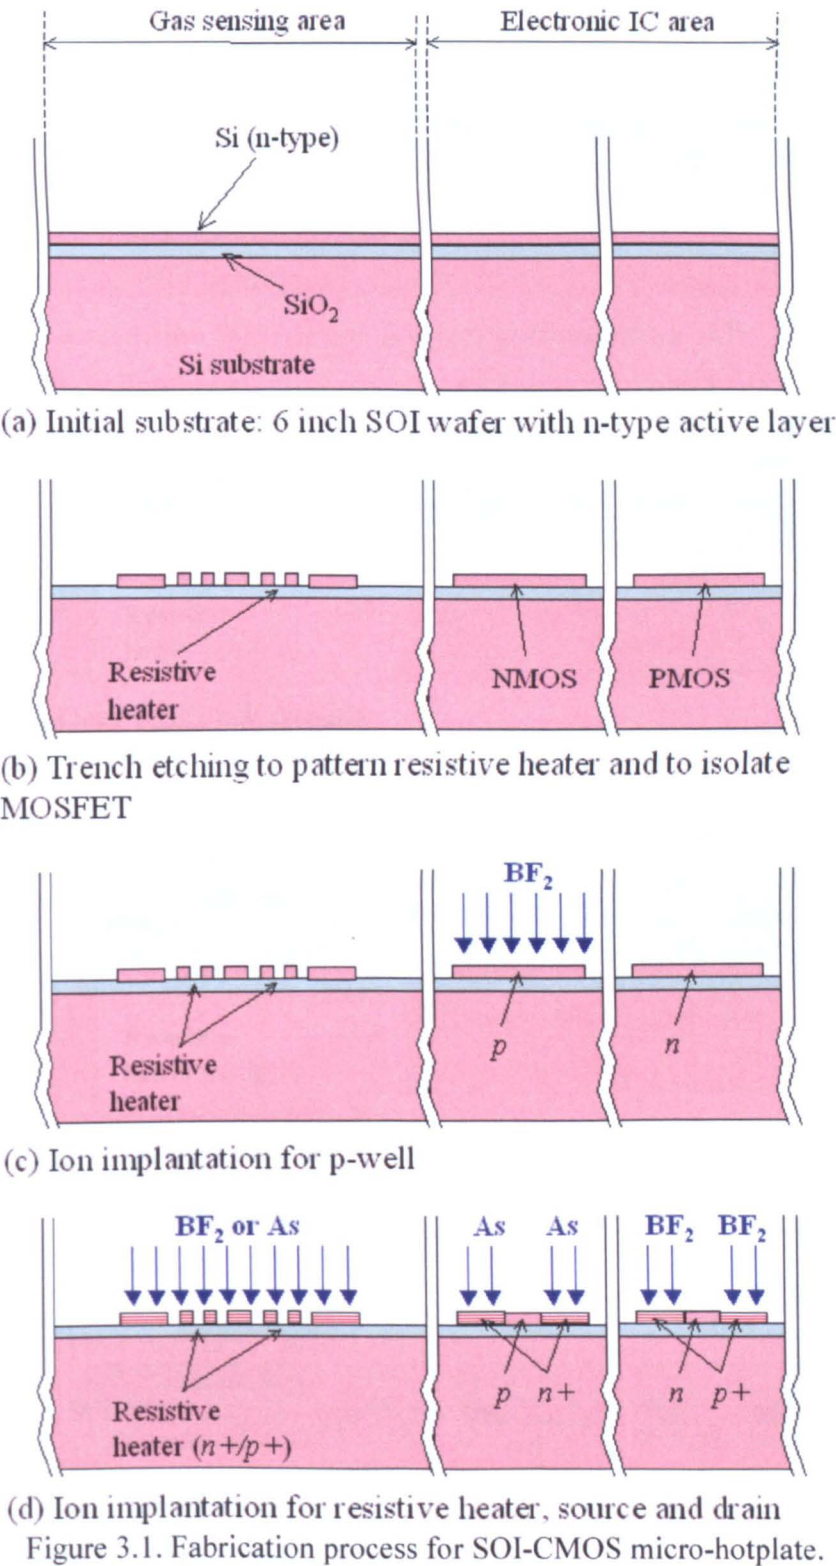 Gas sensing area
Electronic IC area
Si (n-type)
SiO2
Si substrate
(a) Initial substrate: 6 inch SOI wafer with n-type active layer
Resistive
heater
NMOS
PMOS
(b) Trench etching to pattern resistive heater and to isolate
MOSFET
BF2
Resistive
heater
p
n
(c) Ion implantation for p-well
BF2 or As
As
As
BF2
BF2
Resistive
heater (n+/p+)
p
n+
n
p+
(d) Ion implantation for resistive heater, source and drain
Figure 3.1. Fabrication process for SOI-CMOS micro-hotplate.